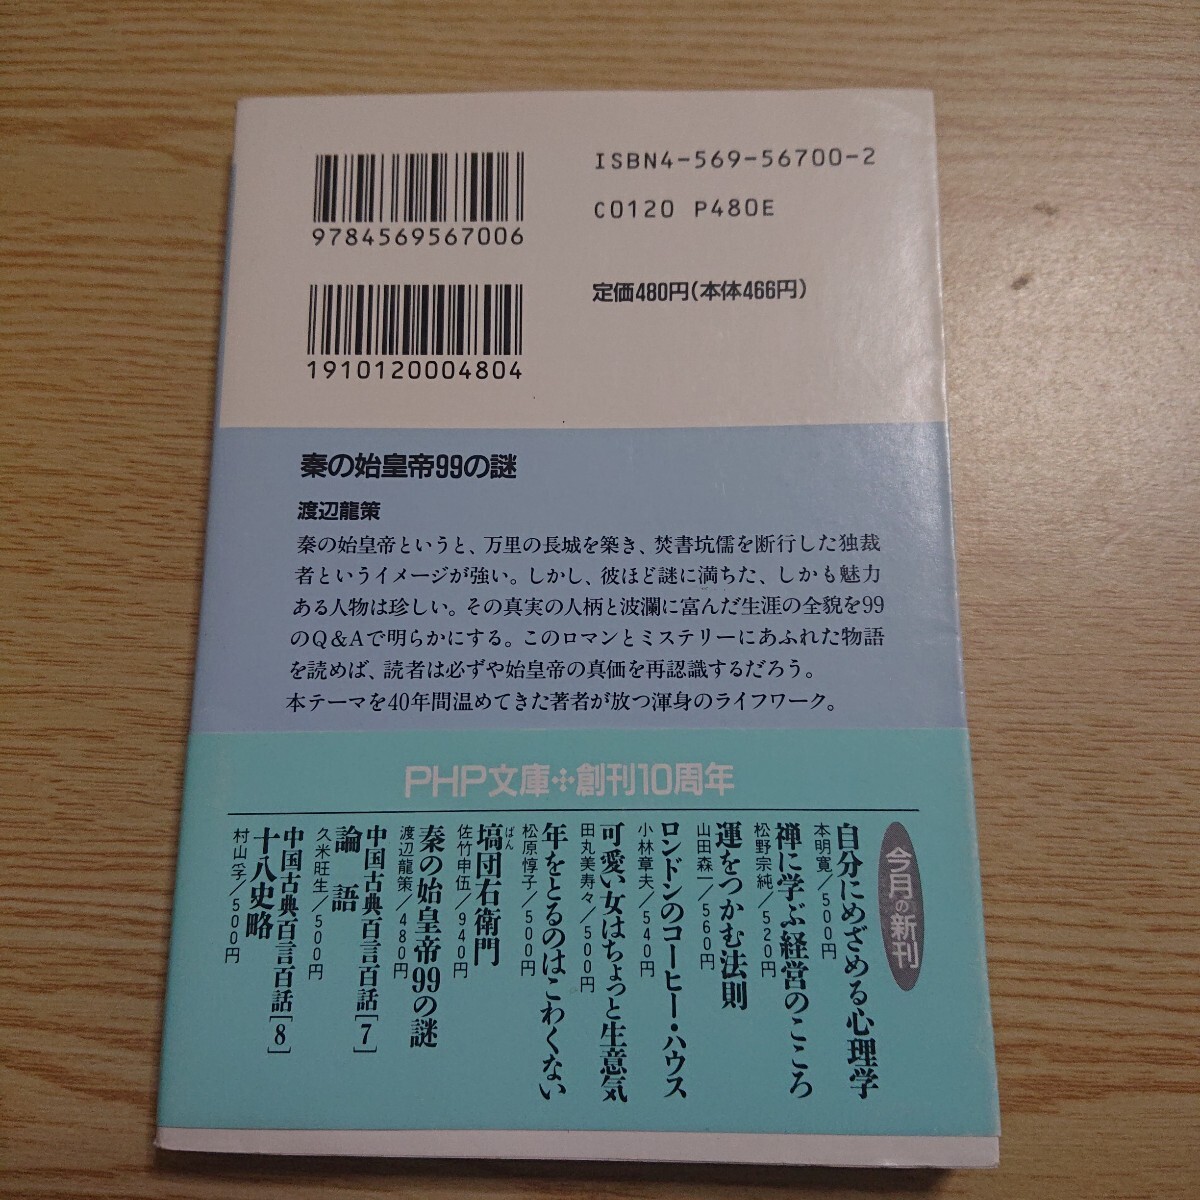 ISBN4-569-56700-2
C0120 P480E
9784569567006
定価480円(本体466円)
1910120004804
秦の始皇帝99の謎
渡辺龍策
秦の始皇帝というと、万里の長城を築き、焚書坑儒を断行した独裁
者というイメージが強い。しかし、彼ほど謎に満ちた、しかも魅力
ある人物は珍しい。その真実の人柄と波瀾に富んだ生涯の全貌を99
のQ&Aで明らかにする。このロマンとミステリーにあふれた物語
を読めば、読者は必ずや始皇帝の真価を再認識するだろう。
本テーマを40年間温めてきた著者が放つ渾身のライフワーク。
PHP文庫✣創刊10周年
今月の新刊
自分にめざめる心理学
本明寛/500円
禅に学ぶ経営のこころ
松野宗純/520円
運をつかむ法則
山田森一/560円
ロンドンのコーヒー・ハウス
小林章夫/540円
可愛い女はちょっと生意気
田丸美寿々/500円
年をとるのはこわくない
松原惇子/500円
塙団右衛門
ばん
佐竹申伍/940円
秦の始皇帝99の謎
渡辺龍策/480円
中国古典百言百話[7]
論語
久米旺生/500円
中国古典百言百話[8]
十八史略
村山孚/500円